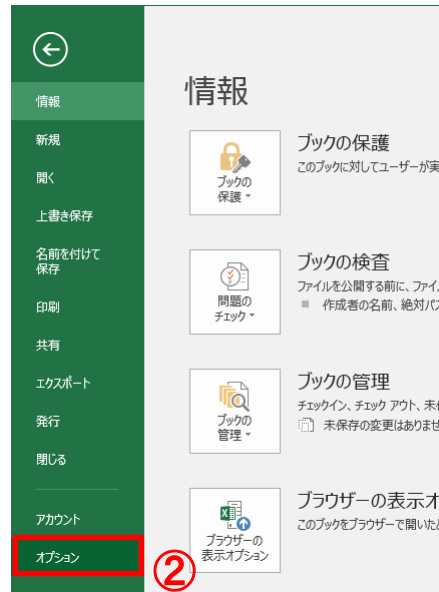 情報
新規
開く
上書き保存
名前を付けて
保存
印刷
共有
エクスポート
発行
閉じる
アカウント
オプション
②
情報
ブックの
保護
ブックの保護
このブックに対してユーザーが実
問題の
チェック
ブックの検査
ファイルを公開する前に、ファイ
作成者の名前、絶対パ
ブックの
管理
ブックの管理
チェックイン、チェック アウト、未
未保存の変更はありませ
ブラウザーの
表示オプション
ブラウザーの表示オ
このブックをブラウザーで開いた